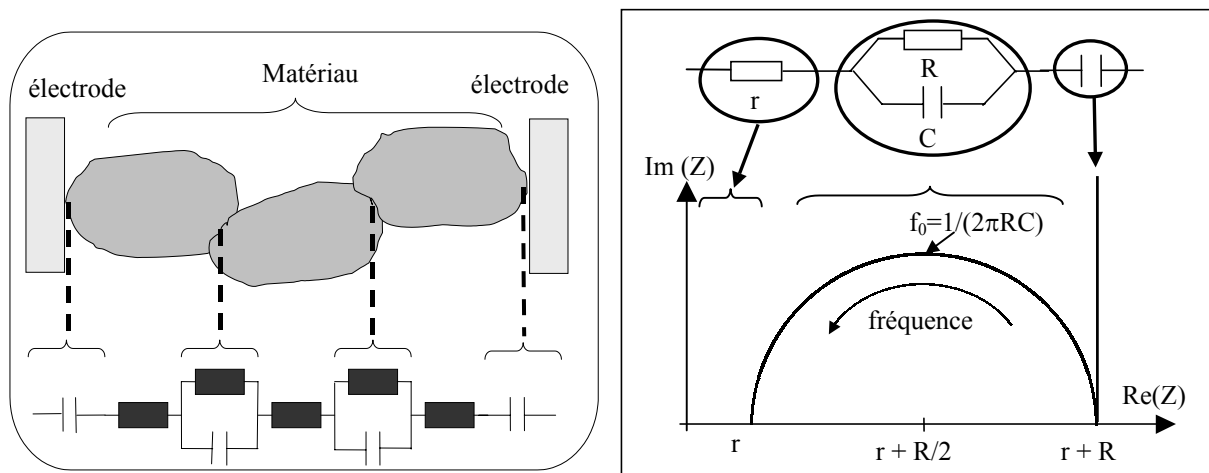 électrode
Matériau
électrode
r
R
C
Im (Z)
f₀=1/(2πRC)
fréquence
Re(Z)
r
r + R/2
r + R